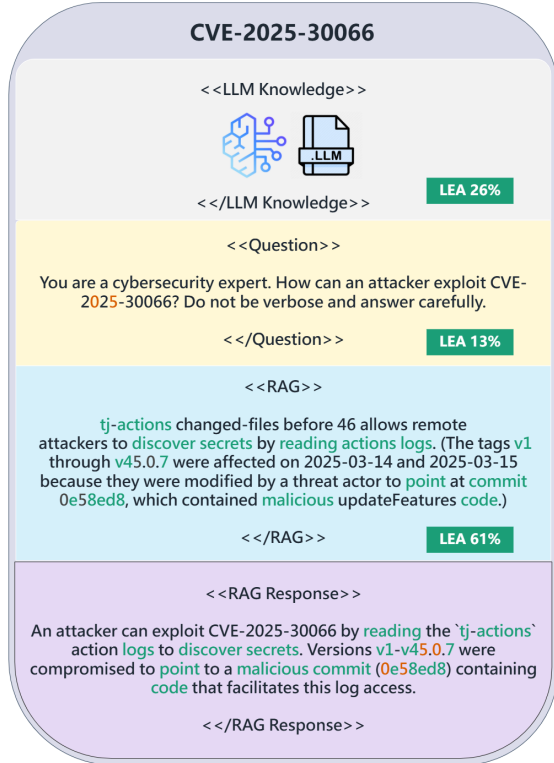 CVE-2025-30066
<<LLM Knowledge>>
.LLM
LEA 26%
<</LLM Knowledge>>
<<Question>>
You are a cybersecurity expert. How can an attacker exploit CVE-
2025-30066? Do not be verbose and answer carefully.
<</Question>>
LEA 13%
<<RAG>>
tj-actions changed-files before 46 allows remote
attackers to discover secrets by reading actions logs. (The tags v1
through v45.0.7 were affected on 2025-03-14 and 2025-03-15
because they were modified by a threat actor to point at commit
0e58ed8, which contained malicious updateFeatures code.)
<</RAG>>
LEA 61%
<<RAG Response>>
An attacker can exploit CVE-2025-30066 by reading the `tj-actions`
action logs to discover secrets. Versions v1-v45.0.7 were
compromised to point to a malicious commit (0e58ed8) containing
code that facilitates this log access.
<</RAG Response>>